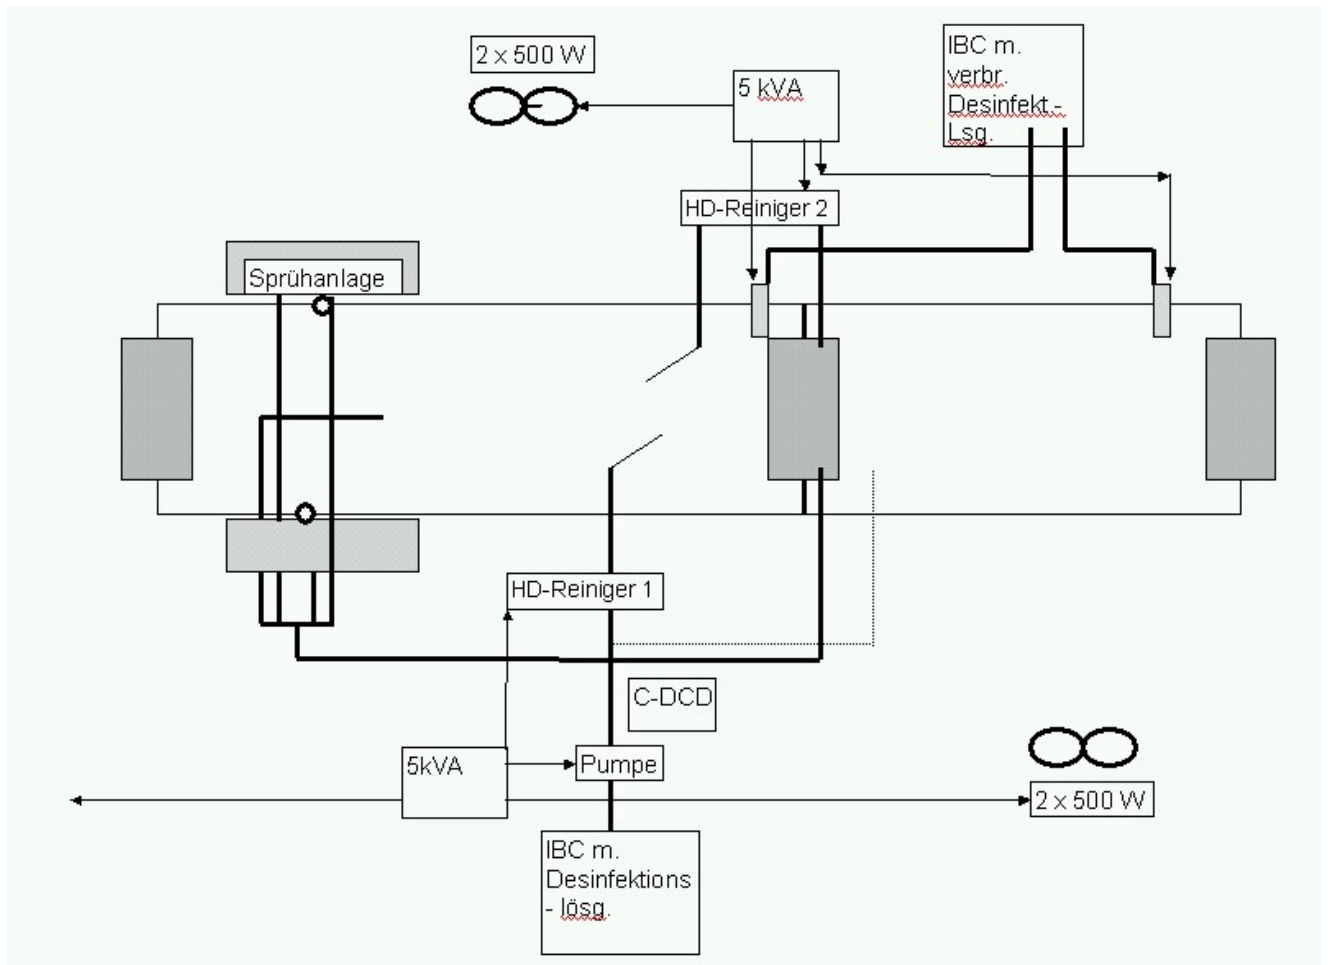 2 x 500 W
5 kVA
IBC m.
verbr.
Desinfekt.-
Lsg.
HD-Reiniger 2
Sprühanlage
HD-Reiniger 1
C-DCD
5kVA
Pumpe
2 x 500 W
IBC m.
Desinfektions
- lösg.